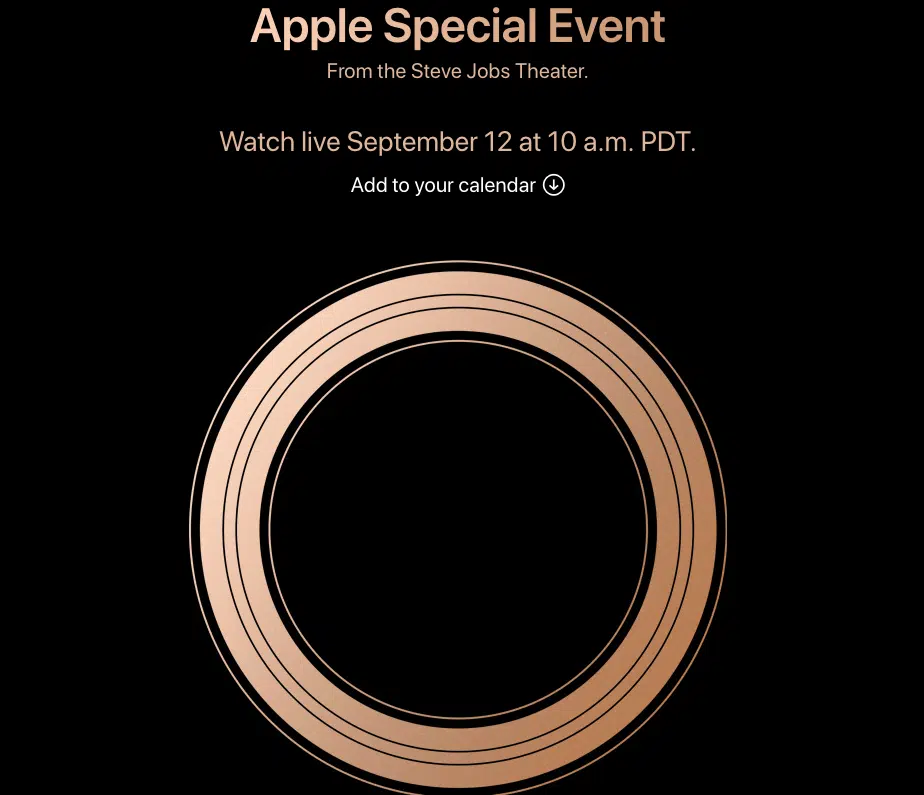 Apple Special Event
From the Steve Jobs Theater.
Watch live September 12 at 10 a.m. PDT.
Add to your calendar